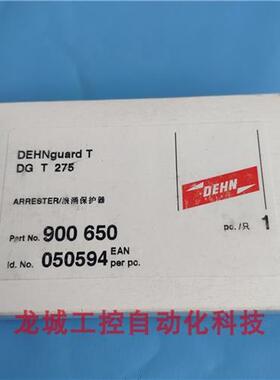 DEHNguard T
DG T 275
DEHN
ARRESTER/浪涌保护器
pc./只 1
Part No. 900 650
Id. No. 050594 EAN per pc.
龙城工控自动化科技